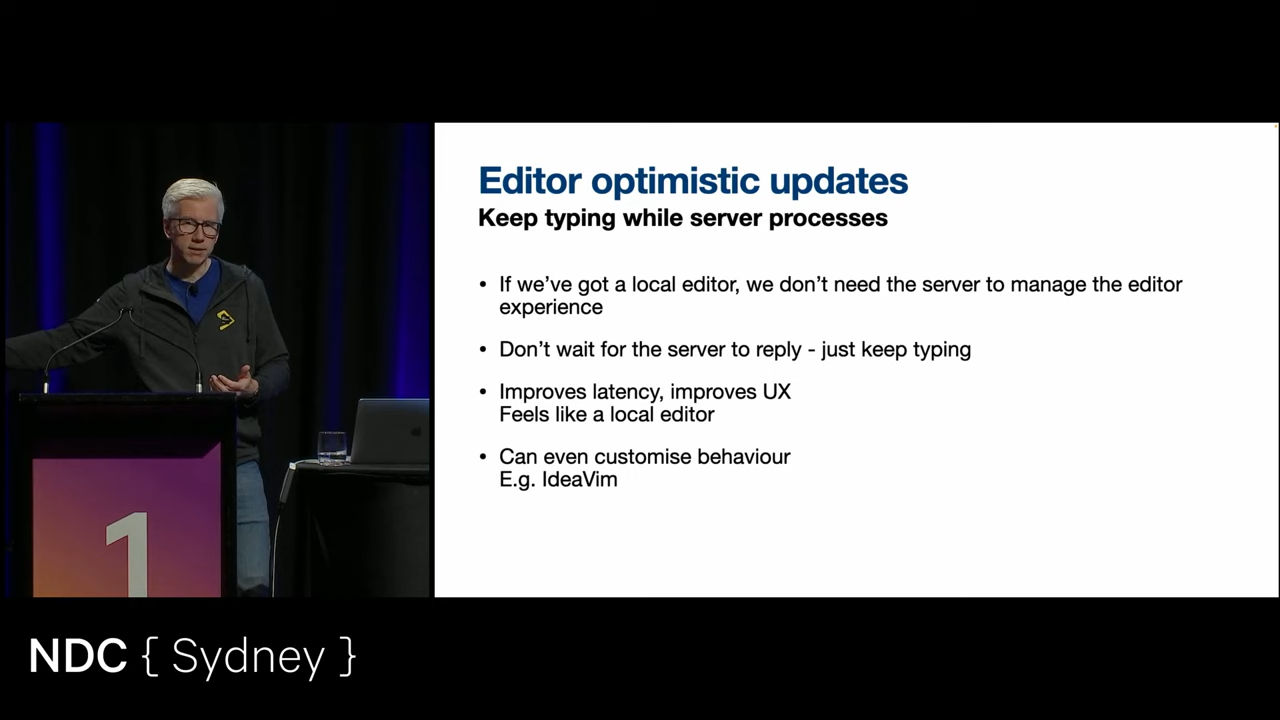 Editor optimistic updates
Keep typing while server processes
• If we've got a local editor, we don't need the server to manage the editor
experience
• Don't wait for the server to reply - just keep typing
• Improves latency, improves UX
Feels like a local editor
• Can even customise behaviour
E.g. IdeaVim
1
NDC { Sydney }